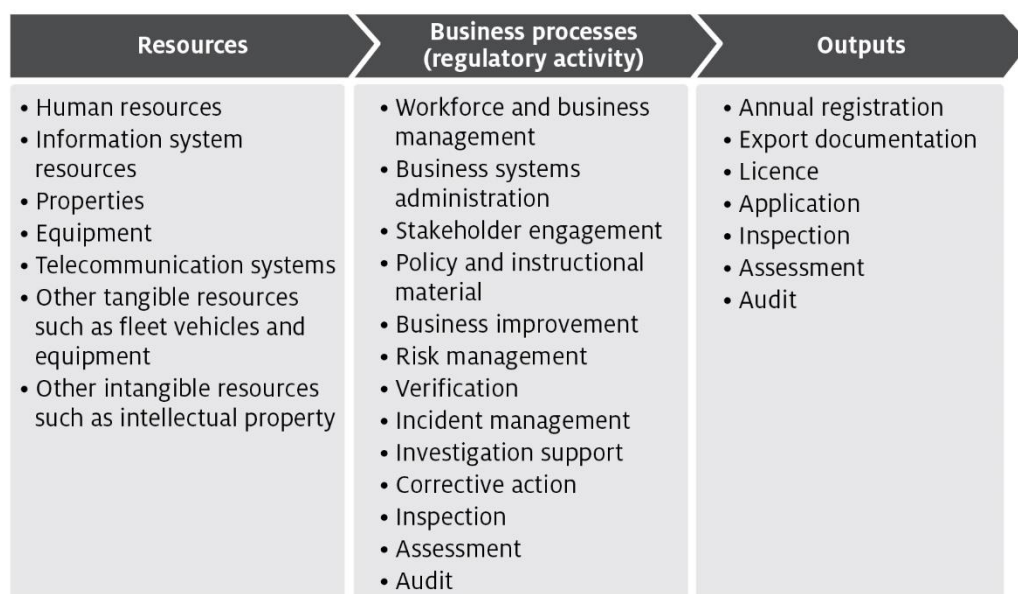 Resources
Business processes
(regulatory activity)
Outputs
• Human resources
• Information system
resources
• Properties
• Equipment
• Telecommunication systems
• Other tangible resources
such as fleet vehicles and
equipment
• Other intangible resources
such as intellectual property
• Workforce and business
management
• Business systems
administration
• Stakeholder engagement
• Policy and instructional
material
• Business improvement
• Risk management
• Verification
• Incident management
• Investigation support
• Corrective action
• Inspection
• Assessment
• Audit
• Annual registration
• Export documentation
• Licence
• Application
• Inspection
• Assessment
• Audit